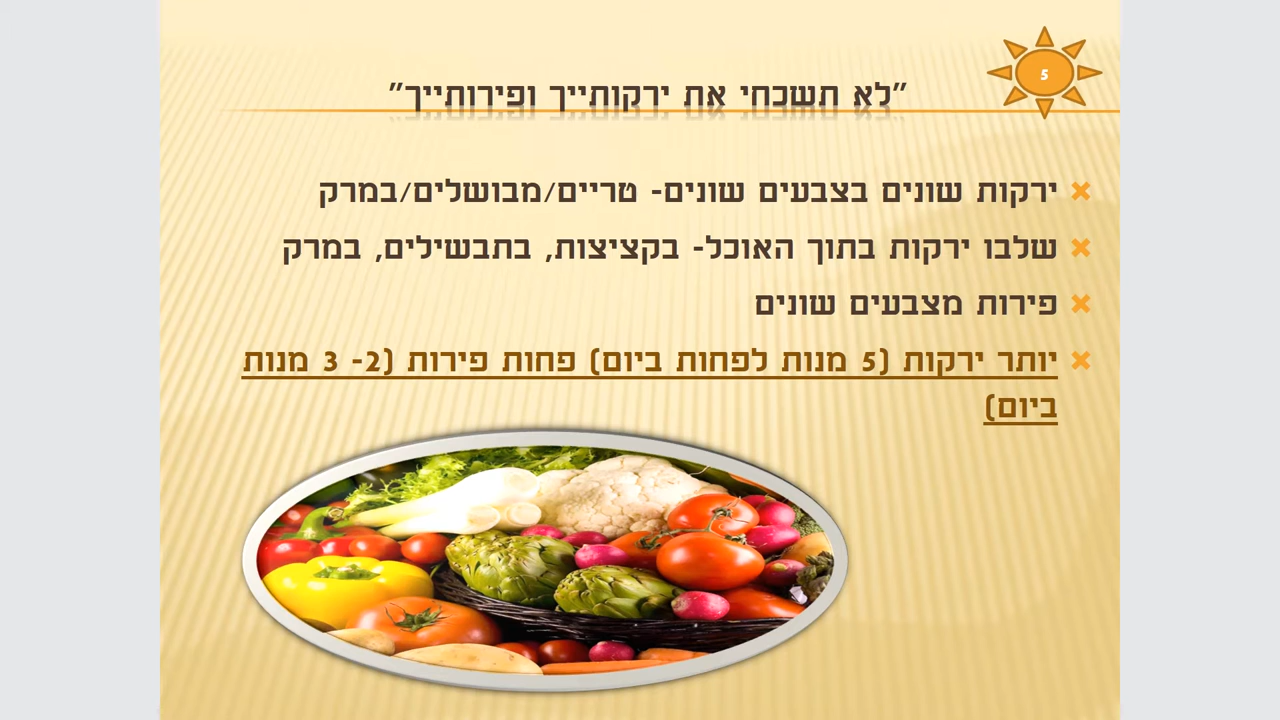 5
"לא תשכחי את ירקותייך ופירותייך"
ירקות שונים בצבעים שונים- טריים/מבושלים/במרק
שלבו ירקות בתוך האוכל- בקציצות, בתבשילים, במרק
פירות מצבעים שונים
יותר ירקות (5 מנות לפחות ביום) פחות פירות (2- 3 מנות
ביום)